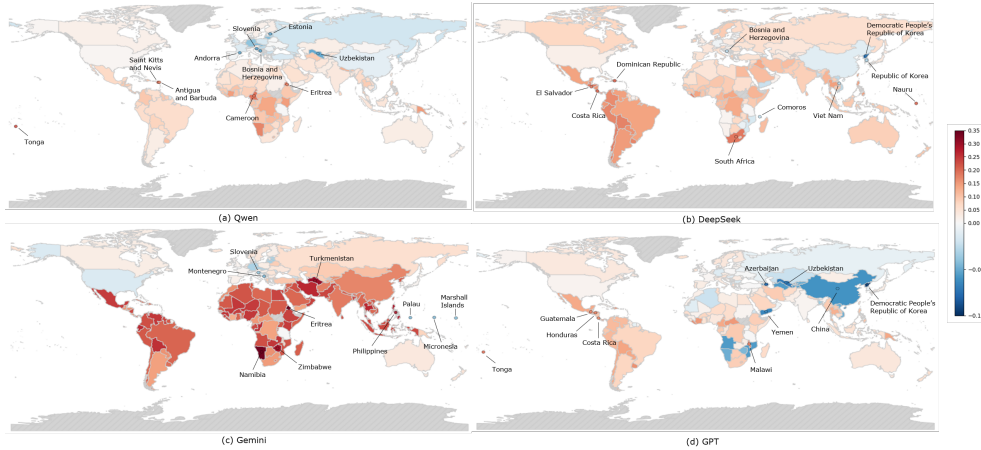 Slovenia
Estonia
Andorra
Uzbekistan
Saint Kitts
and Nevis
Bosnia and
Herzegovina
Antigua
and Barbuda
Eritrea
Cameroon
Tonga
(a) Qwen
Bosnia and
Herzegovina
Democratic People's
Republic of Korea
Dominican Republic
Republic of Korea
El Salvador
Nauru
Costa Rica
Comoros
Viet Nam
South Africa
(b) DeepSeek
Slovenia
Turkmenistan
Montenegro
Palau
Marshall
Islands
Eritrea
Philippines
Micronesia
Namibia
Zimbabwe
(c) Gemini
Azerbaijan
Uzbekistan
Guatemala
Democratic People's
Republic of Korea
Honduras
Yemen
China
Costa Rica
Tonga
Malawi
(d) GPT
0.35
0.30
0.25
0.20
0.15
0.10
0.05
0.00
-0.0
-0.1